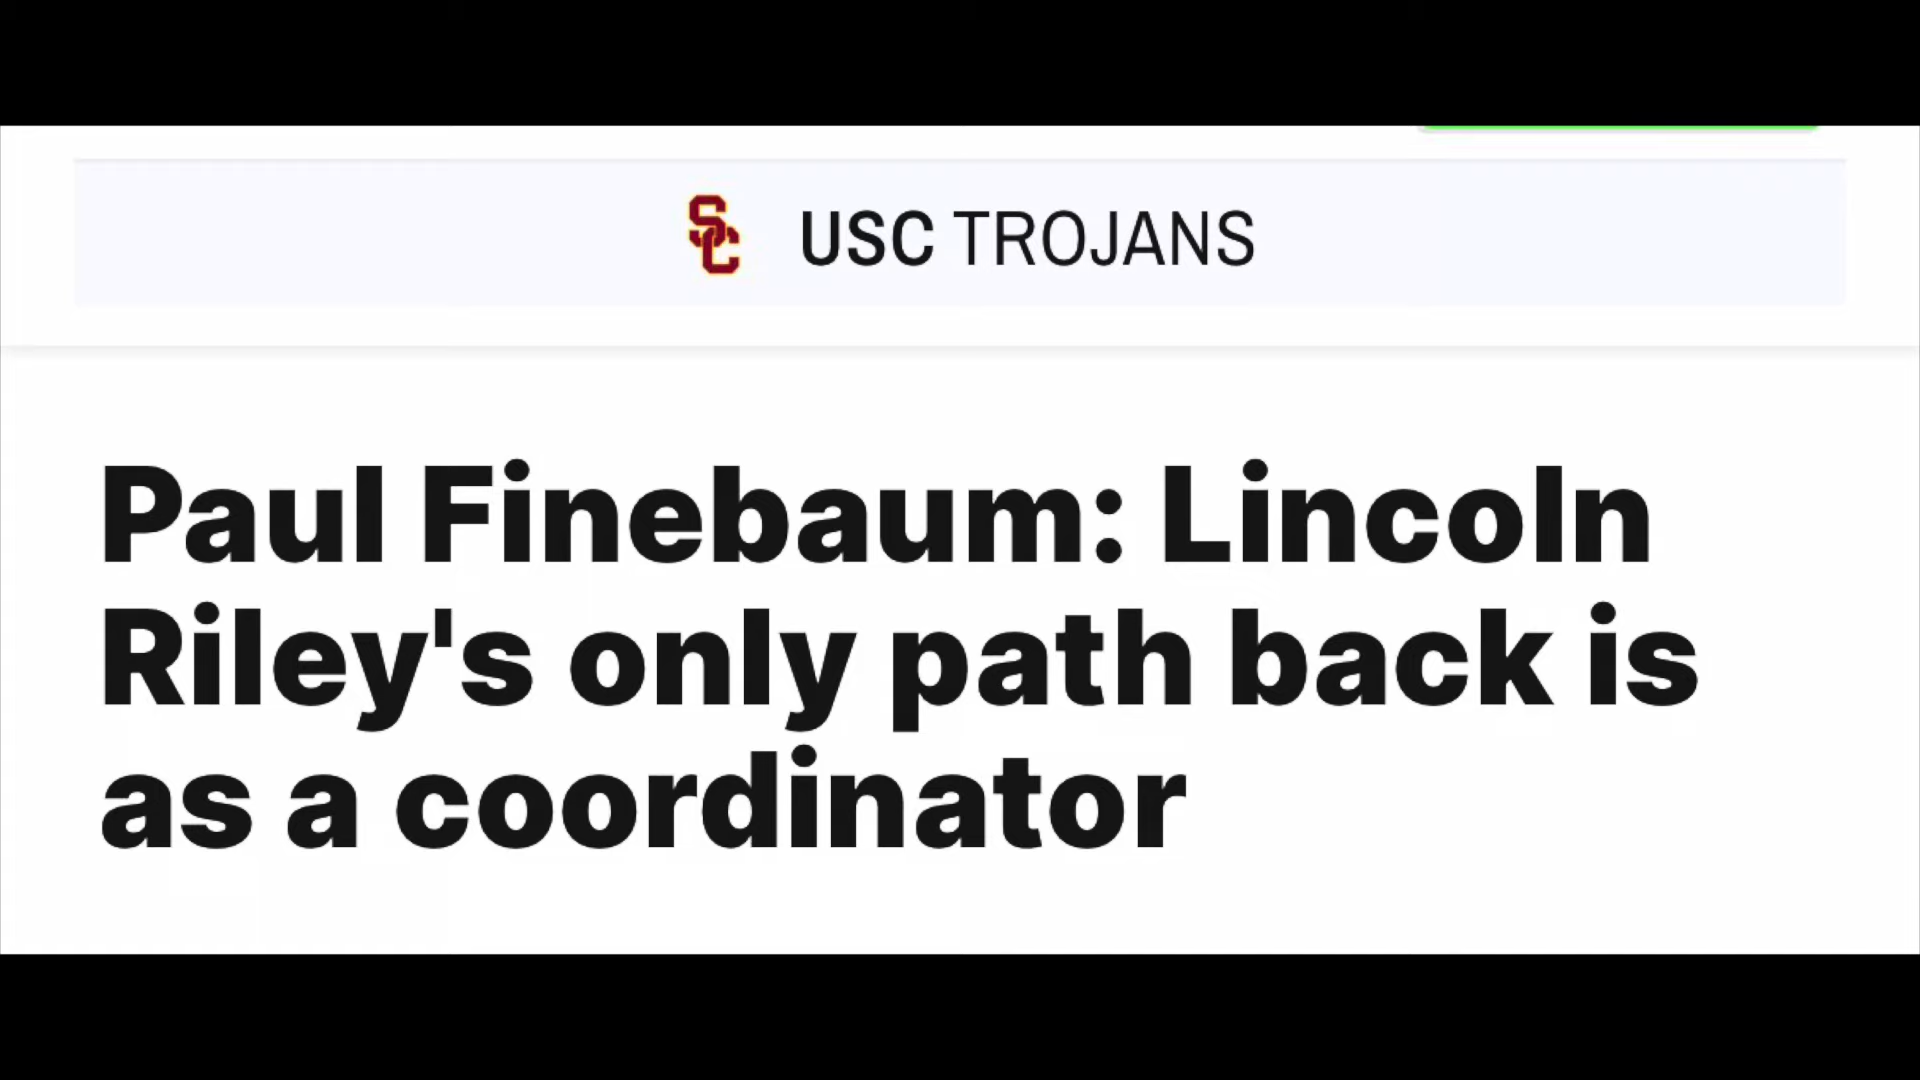 SC USC TROJANS
Paul Finebaum: Lincoln
Riley's only path back is
as a coordinator